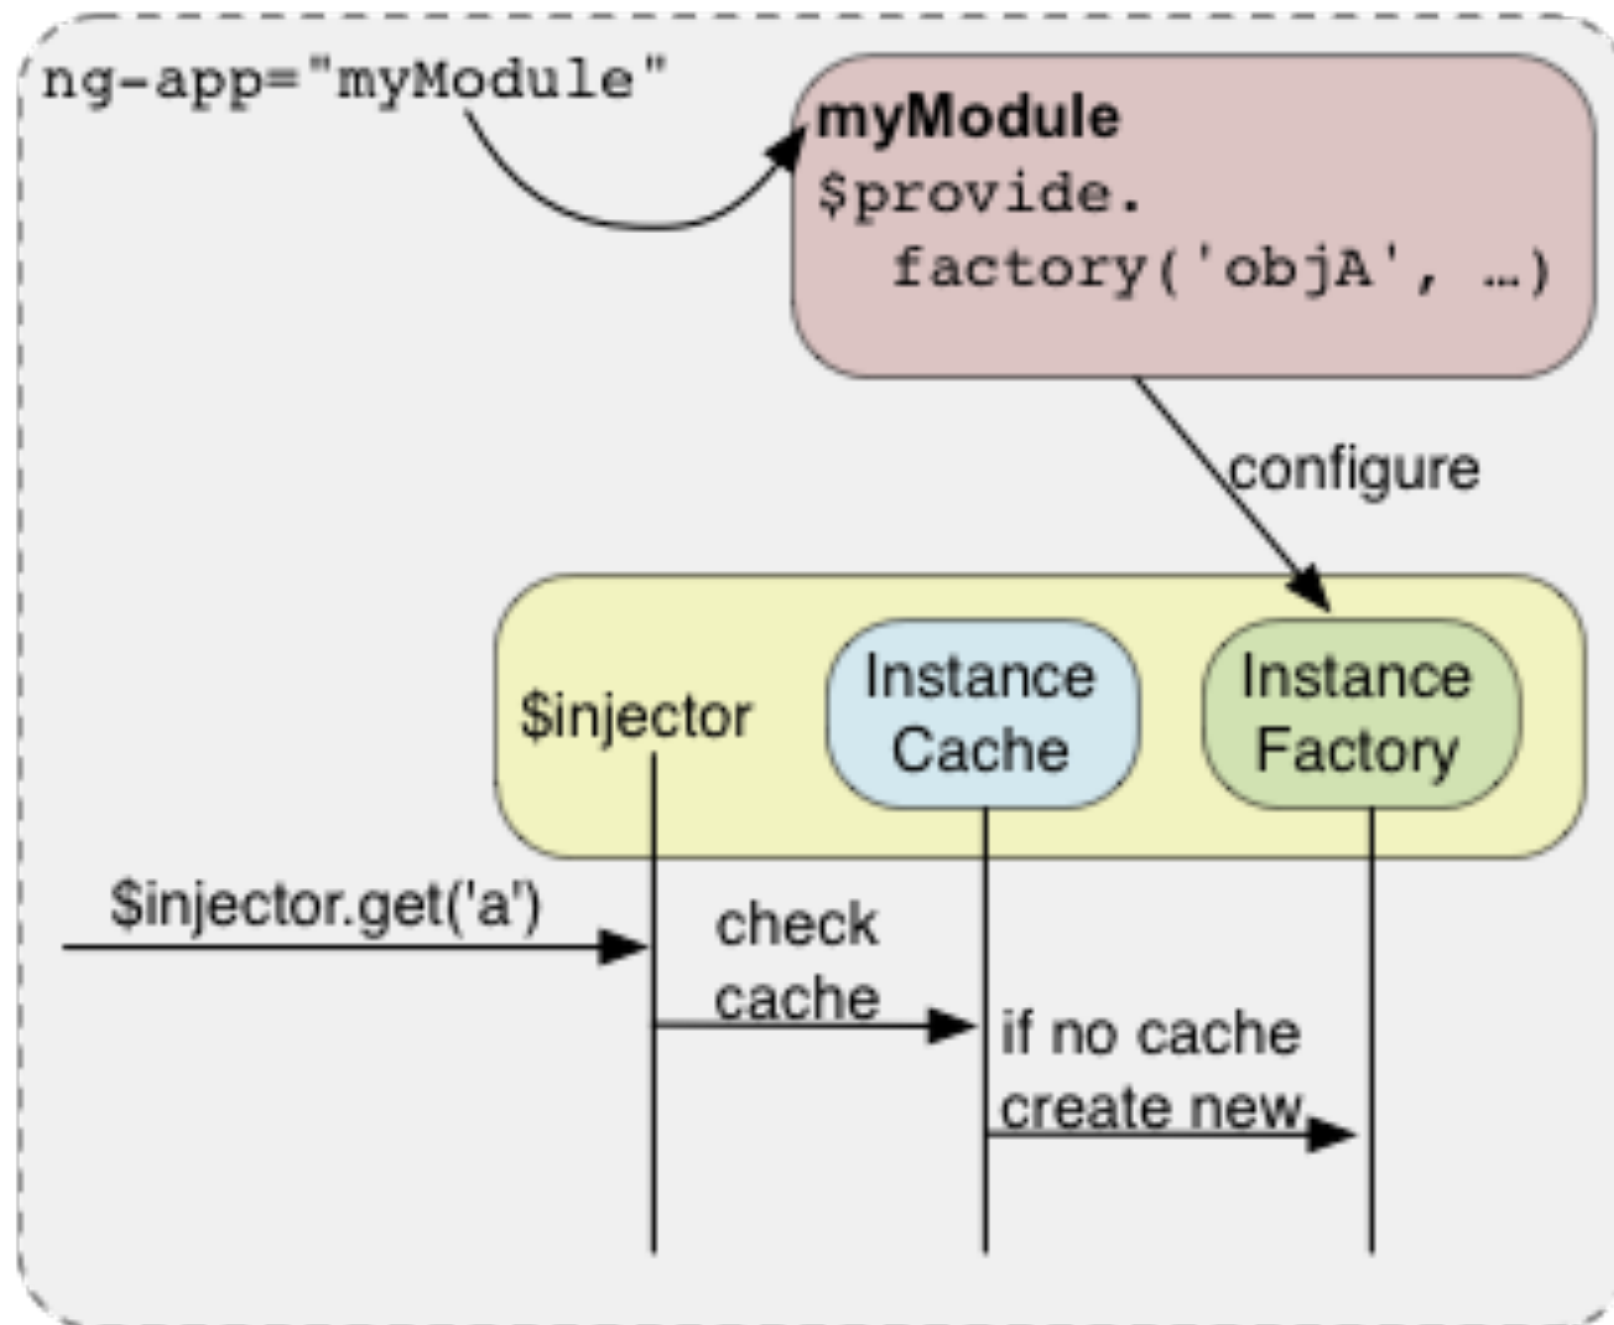 ng-app="myModule"
myModule
$provide.
factory('objA', …)
configure
$injector
Instance
Cache
Instance
Factory
$injector.get('a')
check
cache
if no cache
create new